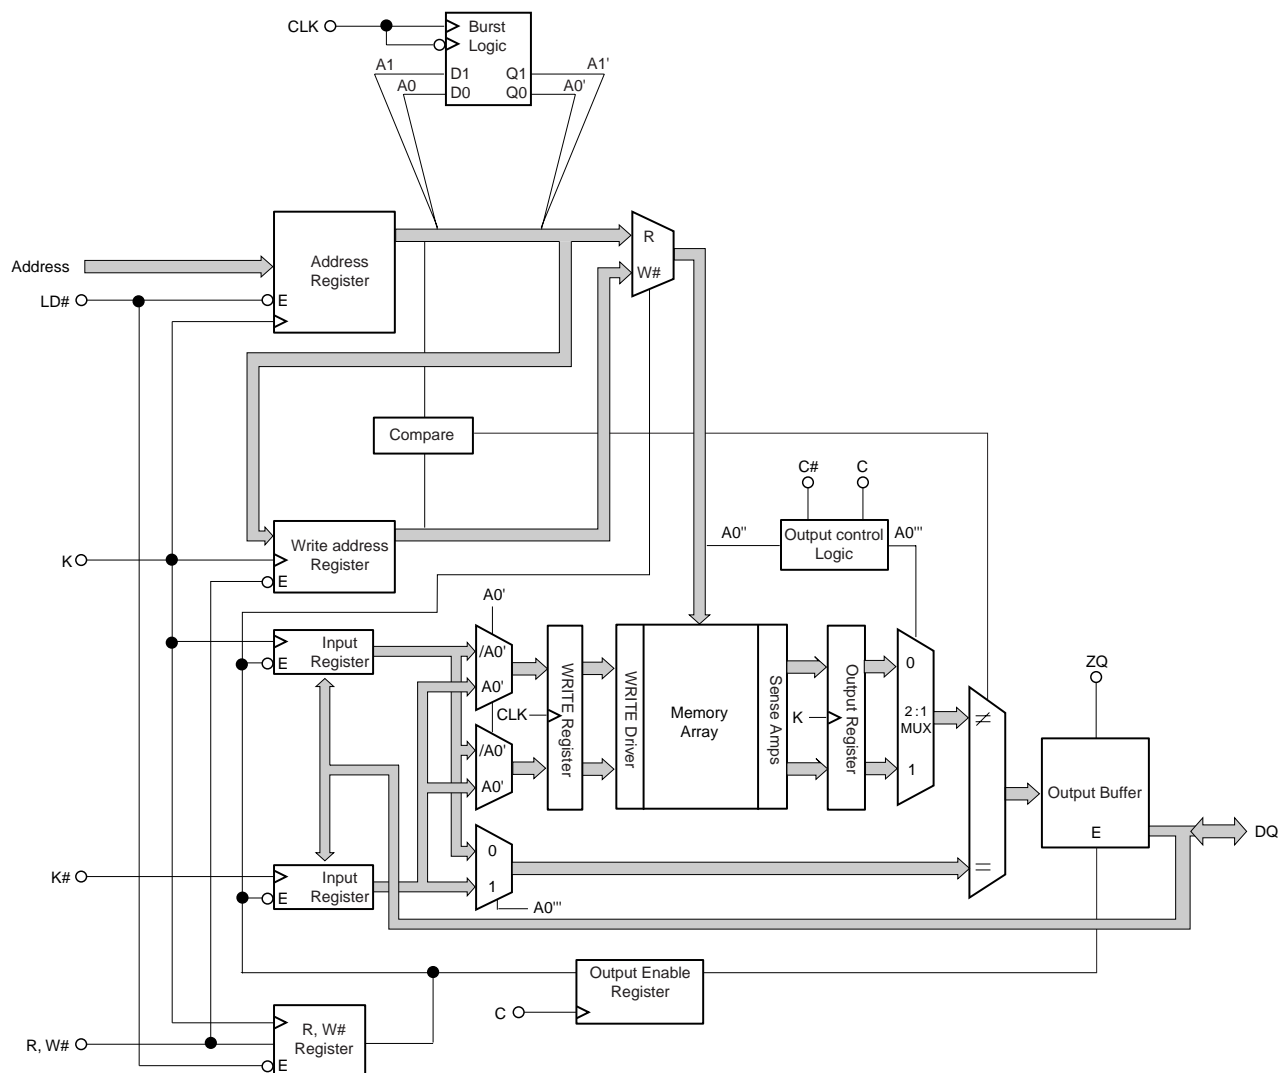 CLK
Burst
Logic
A1
D1
Q1
A1'
A0
D0
Q0
A0'
Address
Address
Register
R
W#
LD#
E
Compare
C#
C
Write address
Register
A0''
Output control
Logic
A0'''
K
E
A0'
Input
Register
E
/A0'
A0'
CLK
WRITE Register
WRITE Driver
Memory
Array
Sense Amps
K
Output Register
0
2:1
MUX
1
≠
ZQ
/A0'
A0'
Output Buffer
E
DQ
0
1
=
K#
Input
Register
E
A0'''
Output Enable
Register
C
R, W#
R, W#
Register
E